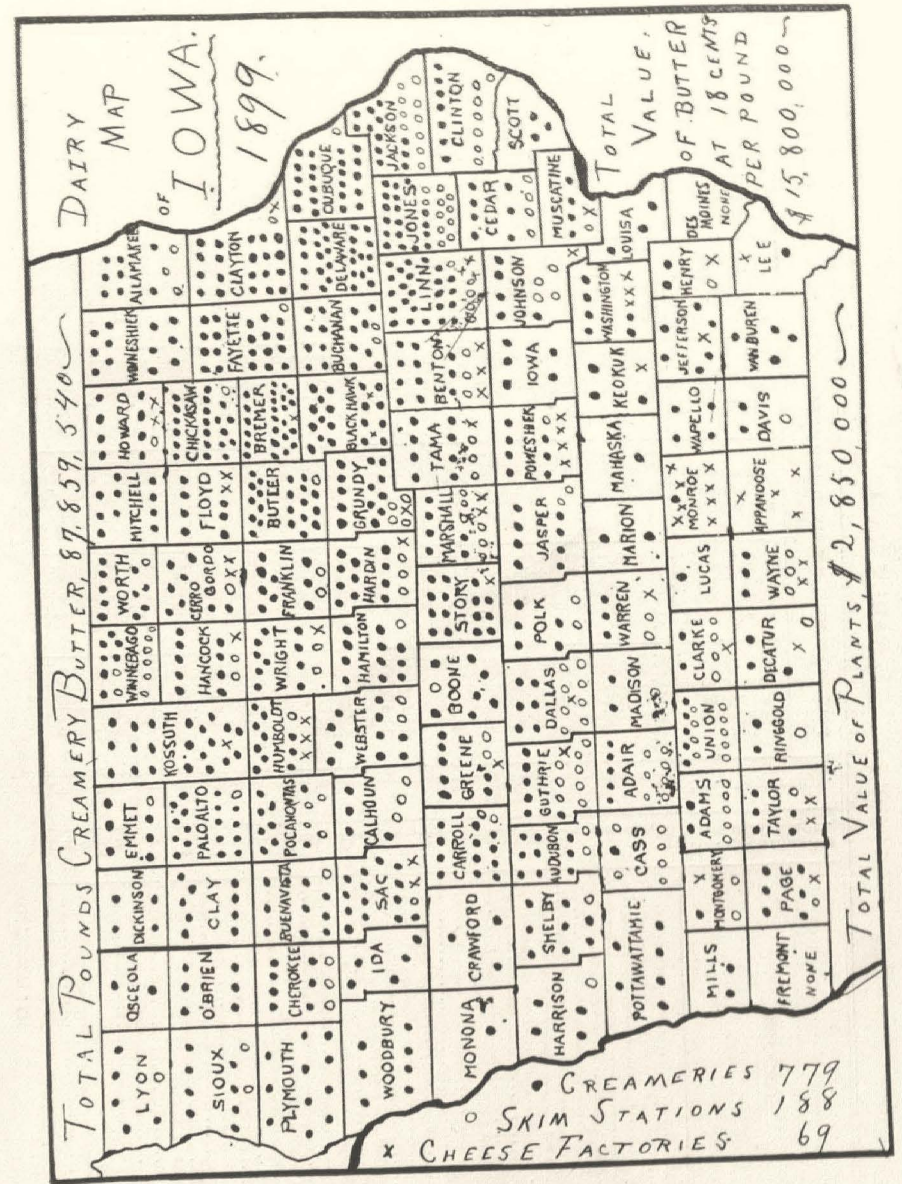 TOTAL POUNDS CREAMERY BUTTER, 87,859,540
DAIRY
MAP
OF
IOWA.
1899.
LYON
OSCEOLA
DICKINSON
EMMET
KOSSUTH
WINNEBAGO
WORTH
MITCHELL
HOWARD
WINNESHIEK
ALLAMAKEE
SIOUX
O'BRIEN
CLAY
PALO ALTO
HANCOCK
CERRO
GORDO
FLOYD
CHICKASAW
FAYETTE
CLAYTON
PLYMOUTH
CHEROKEE
BUENA VISTA
POCAHONTAS
HUMBOLDT
WRIGHT
FRANKLIN
BUTLER
BREMER
WOODBURY
IDA
SAC
CALHOUN
WEBSTER
HAMILTON
HARDIN
GRUNDY
BLACKHAWK
BUCHANAN
DELAWARE
DUBUQUE
MONONA
CRAWFORD
CARROLL
GREENE
BOONE
STORY
MARSHALL
TAMA
BENTON
LINN
JONES
JACKSON
CLINTON
HARRISON
SHELBY
AUDUBON
GUTHRIE
DALLAS
POLK
JASPER
POWESHIEK
IOWA
JOHNSON
CEDAR
SCOTT
MUSCATINE
POTTAWATTAMIE
CASS
ADAIR
MADISON
WARREN
MARION
MAHASKA
KEOKUK
WASHINGTON
LOUISA
MILLS
MONTGOMERY
ADAMS
UNION
CLARKE
LUCAS
MONROE
WAPELLO
JEFFERSON
HENRY
DES
MOINES
NONE
FREMONT
NONE
PAGE
TAYLOR
RINGGOLD
DECATUR
WAYNE
APPANOOSE
DAVIS
VAN BUREN
LEE
TOTAL
VALUE.
OF BUTTER
AT 18 CENTS
PER POUND
$15,800,000
● CREAMERIES 779
o SKIM STATIONS 188
x CHEESE FACTORIES 69
TOTAL VALUE OF PLANTS, $2,850,000